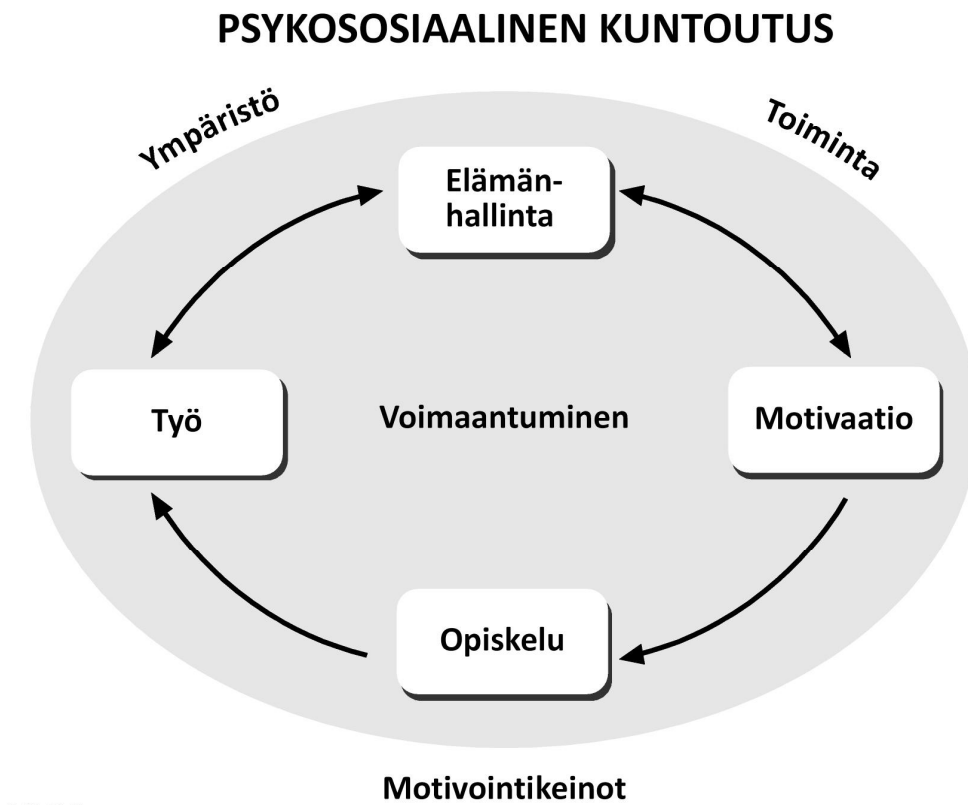 PSYKOSOSIAALINEN KUNTOUTUS
Ympäristö
Toiminta
Elämän-
hallinta
Työ
Voimaantuminen
Motivaatio
Opiskelu
Motivointikeinot